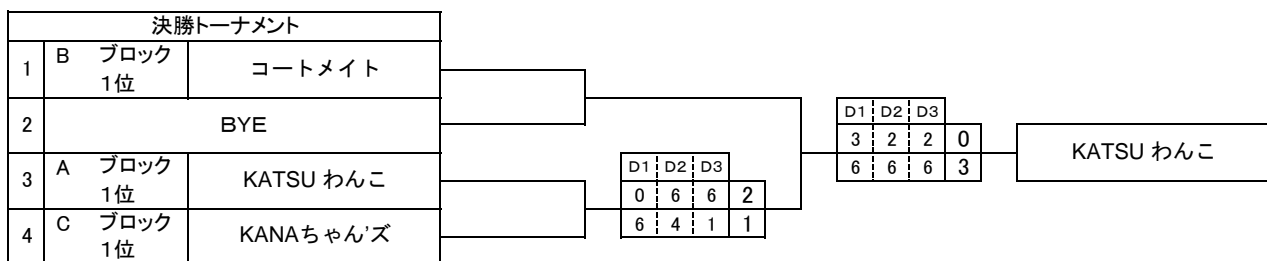 決勝トーナメント
1 B ブロック 1位 コートメイト
2 BYE
3 A ブロック 1位 KATSU わんこ
4 C ブロック 1位 KANAちゃん'ズ
D1 D2 D3
0 6 6 2
6 4 1 1
D1 D2 D3
3 2 2 0
6 6 6 3
KATSU わんこ